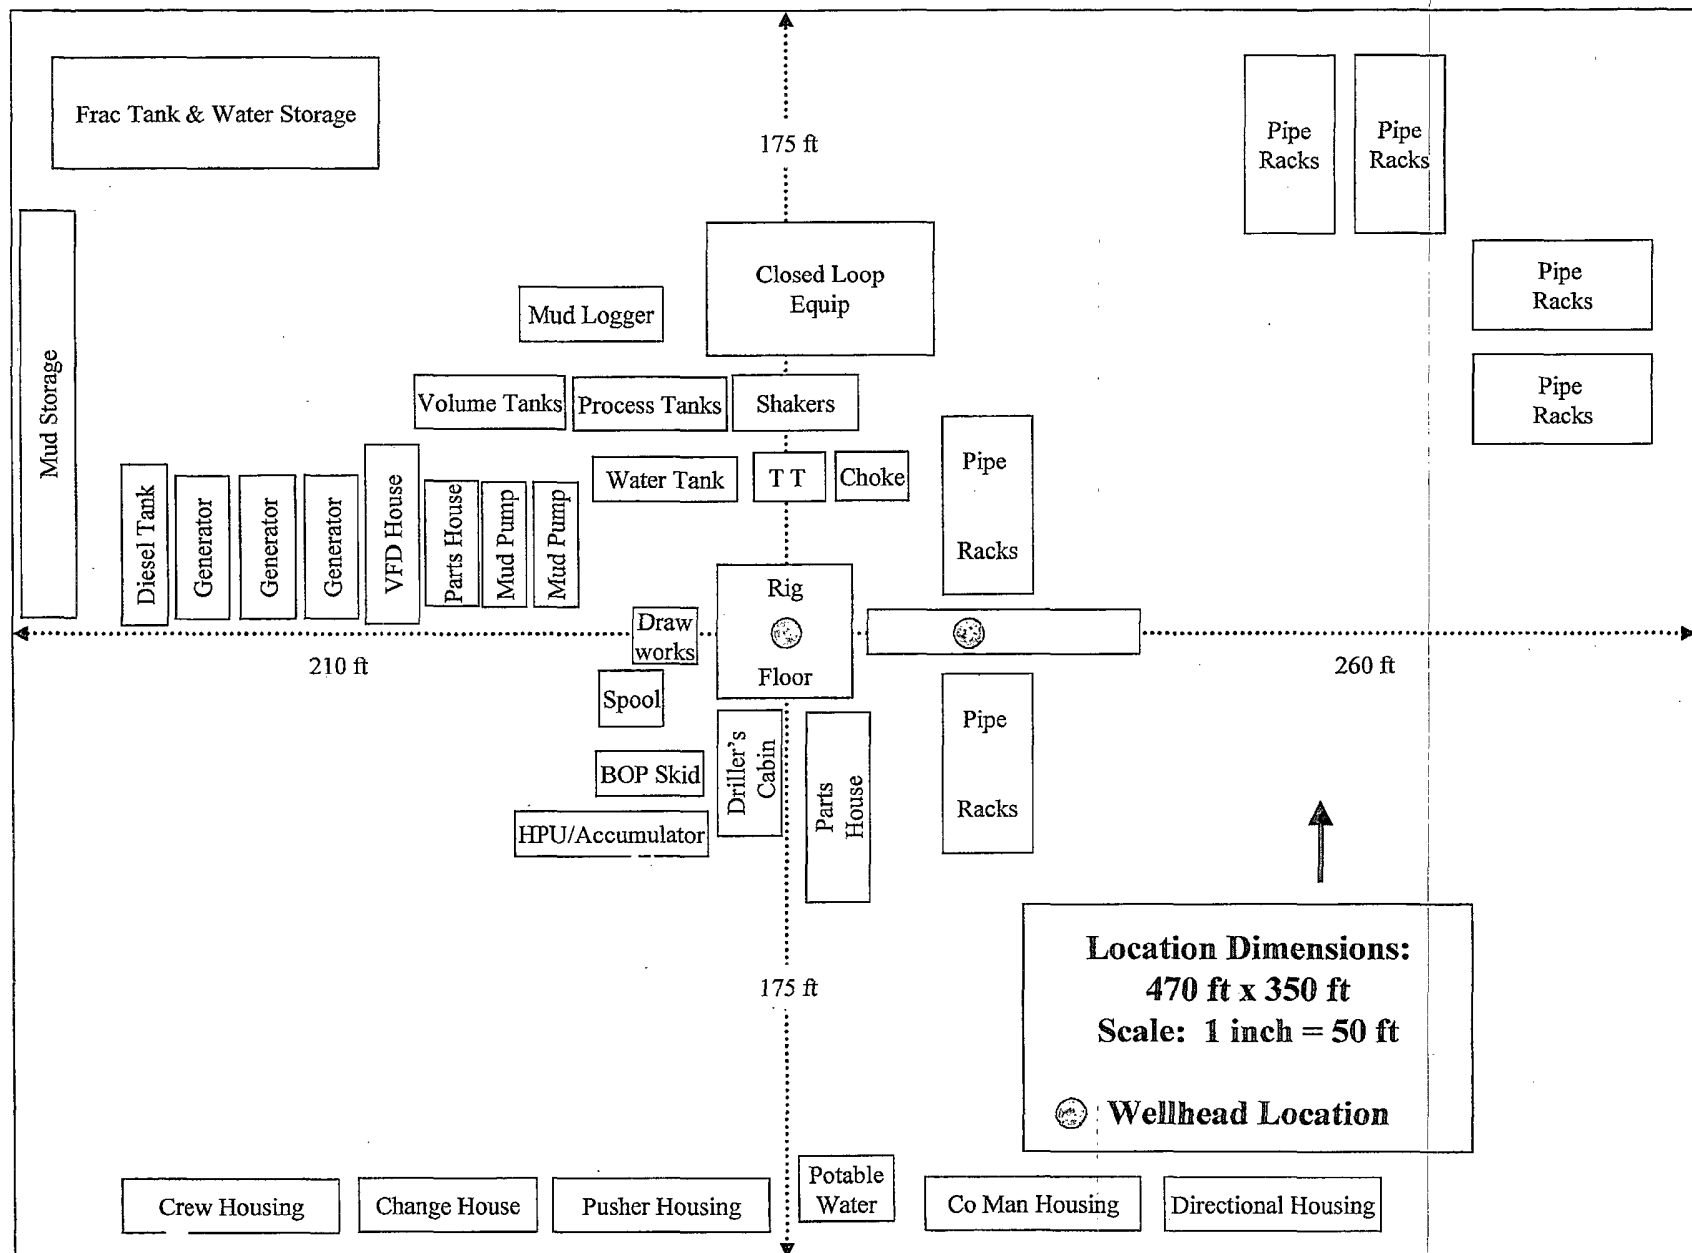 Frac Tank & Water Storage
175 ft
Pipe
Racks
Pipe
Racks
Closed Loop
Equip
Pipe
Racks
Mud Logger
Mud Storage
Volume Tanks
Process Tanks
Shakers
Pipe
Racks
Water Tank
T T
Choke
Pipe
Racks
Diesel Tank
Generator
Generator
Generator
VFD House
Parts House
Mud Pump
Mud Pump
Rig
Floor
Draw
works
210 ft
260 ft
Spool
Driller's
Cabin
Parts
House
Pipe
Racks
BOP Skid
HPU/Accumulator
Location Dimensions:
470 ft x 350 ft
Scale: 1 inch = 50 ft
Wellhead Location
175 ft
Crew Housing
Change House
Pusher Housing
Potable
Water
Co Man Housing
Directional Housing